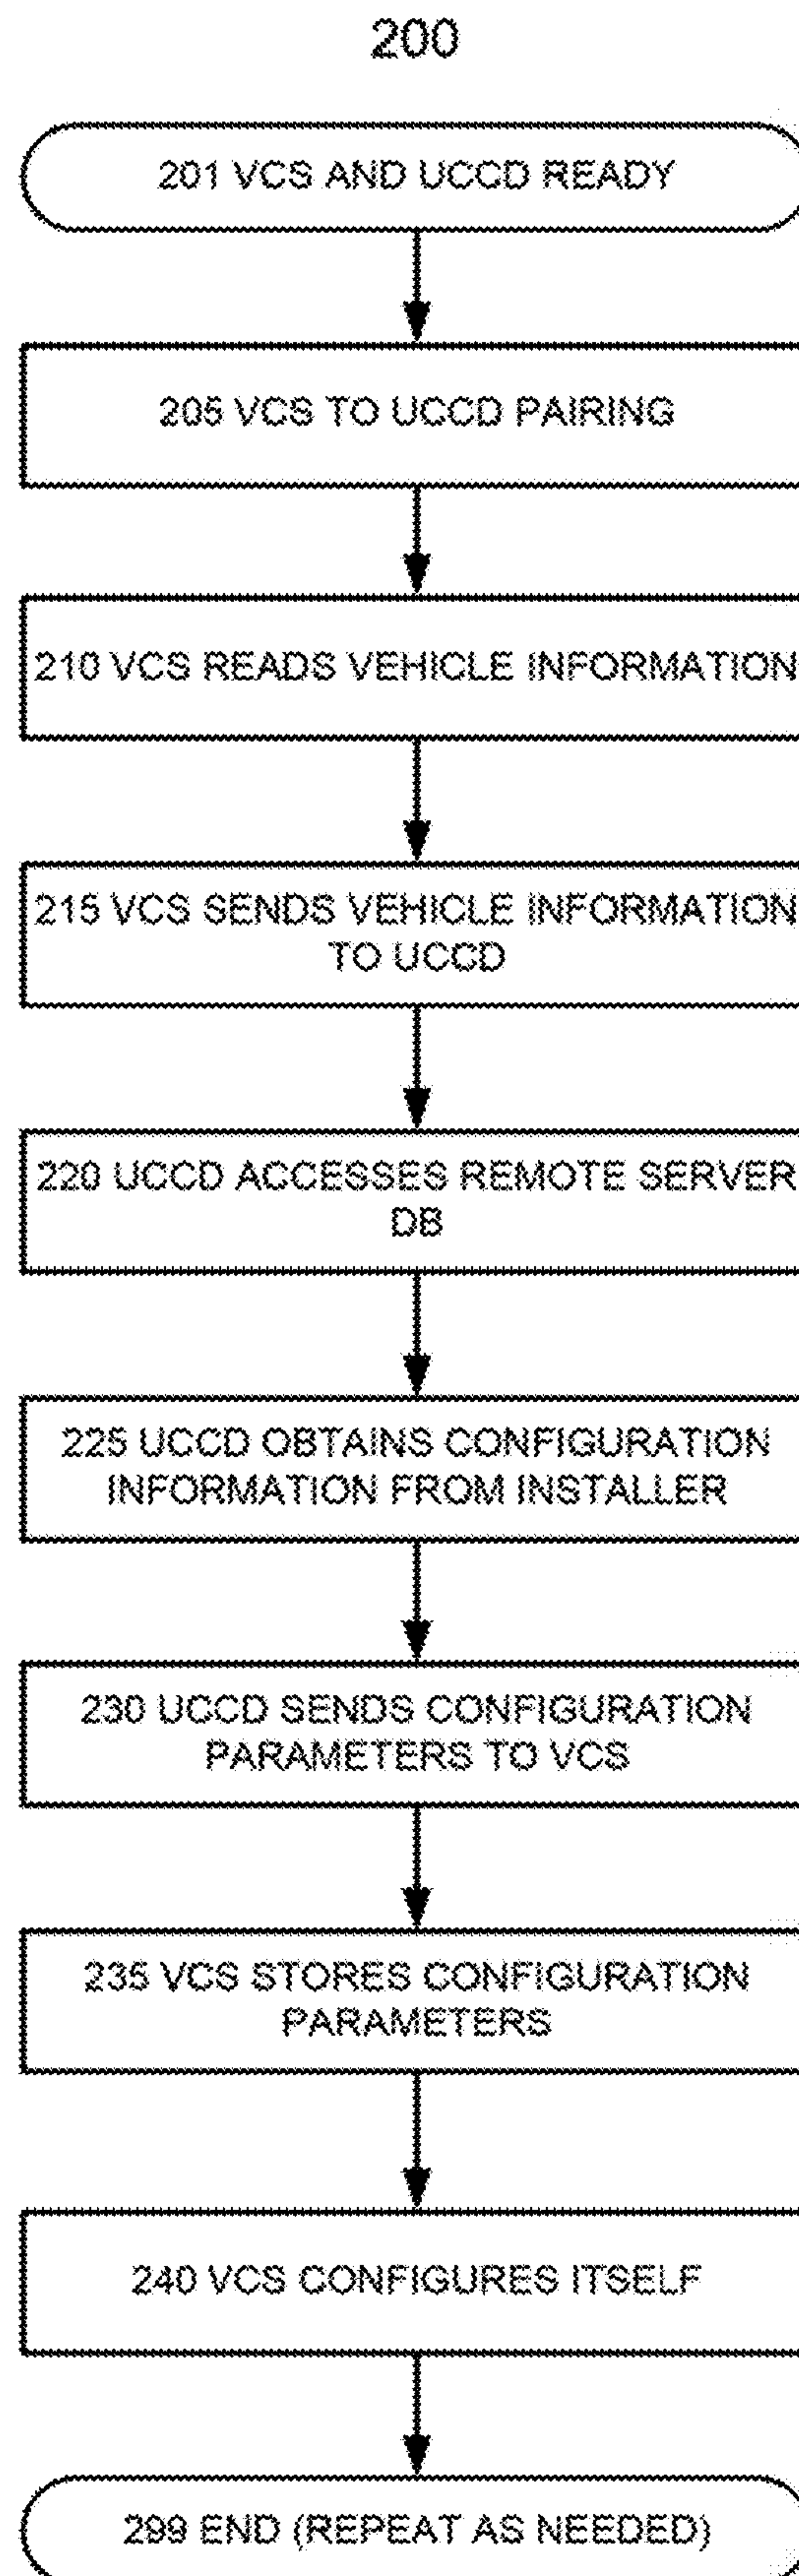 200
201 VCS AND UCCD READY
205 VCS TO UCCD PAIRING
210 VCS READS VEHICLE INFORMATION
215 VCS SENDS VEHICLE INFORMATION
TO UCCD
220 UCCD ACCESSES REMOTE SERVER
DB
225 UCCD OBTAINS CONFIGURATION
INFORMATION FROM INSTALLER
230 UCCD SENDS CONFIGURATION
PARAMETERS TO VCS
235 VCS STORES CONFIGURATION
PARAMETERS
240 VCS CONFIGURES ITSELF
299 END (REPEAT AS NEEDED)